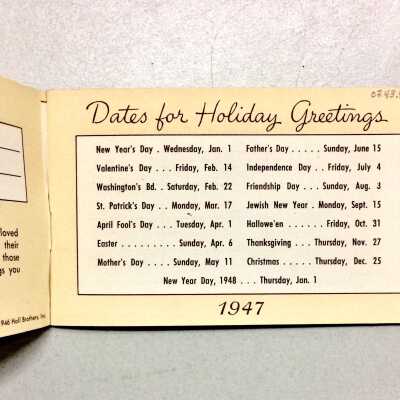 Dates for Holiday Greetings
New Year's Day . Wednesday, Jan. 1
Valentine's Day . . . Friday, Feb. 14
Washington's Bd. . Saturday, Feb. 22
St. Patrick's Day . Monday, Mar. 17
April Fool's Day . . . Tuesday, Apr. 1
Easter . . . . . . . . . Sunday, Apr. 6
Mother's Day . . . . Sunday, May 11
Father's Day . . . . . Sunday, June 15
Independence Day . . Friday, July 4
Friendship Day . . . Sunday, Aug. 3
Jewish New Year . Monday, Sept. 15
Hallowe'en . . . . . . Friday, Oct. 31
Thanksgiving . . . Thursday, Nov. 27
Christmas . . . . . Thursday, Dec. 25
New Year Day, 1948 . . . Thursday, Jan. 1
1947
their
those
gs you
946 Hall Brothers, Inc.